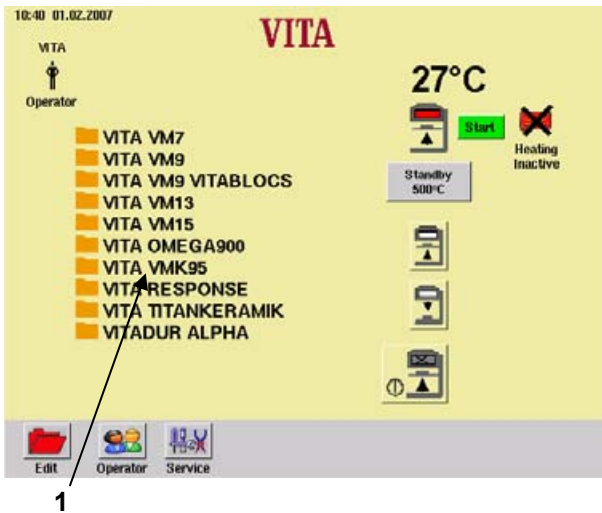 10:40 01.02.2007
VITA
VITA
Operator
27°C
Start
Heating
Inactive
Standby
500°C
VITA VM7
VITA VM9
VITA VM9 VITABLOCS
VITA VM13
VITA VM15
VITA OMEGA900
VITA VMK95
VITA RESPONSE
VITA TITANKERAMIK
VITADUR ALPHA
Edit
Operator
Service
1